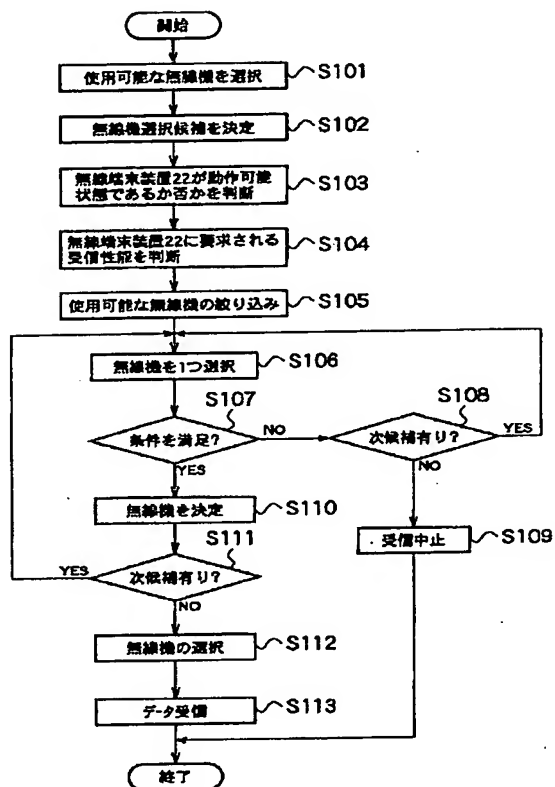 開始
使用可能な無線機を選択
S101
無線機選択候補を決定
S102
無線端末装置22が動作可能
状態であるか否かを判断
S103
無線端末装置22に要求される
受信性能を判断
S104
使用可能な無線機の絞り込み
S105
無線機を1つ選択
S106
S107
条件を満足?
NO
YES
S108
次候補有り?
YES
NO
無線機を決定
S110
受信中止
S109
S111
次候補有り?
YES
NO
無線機の選択
S112
データ受信
S113
終了